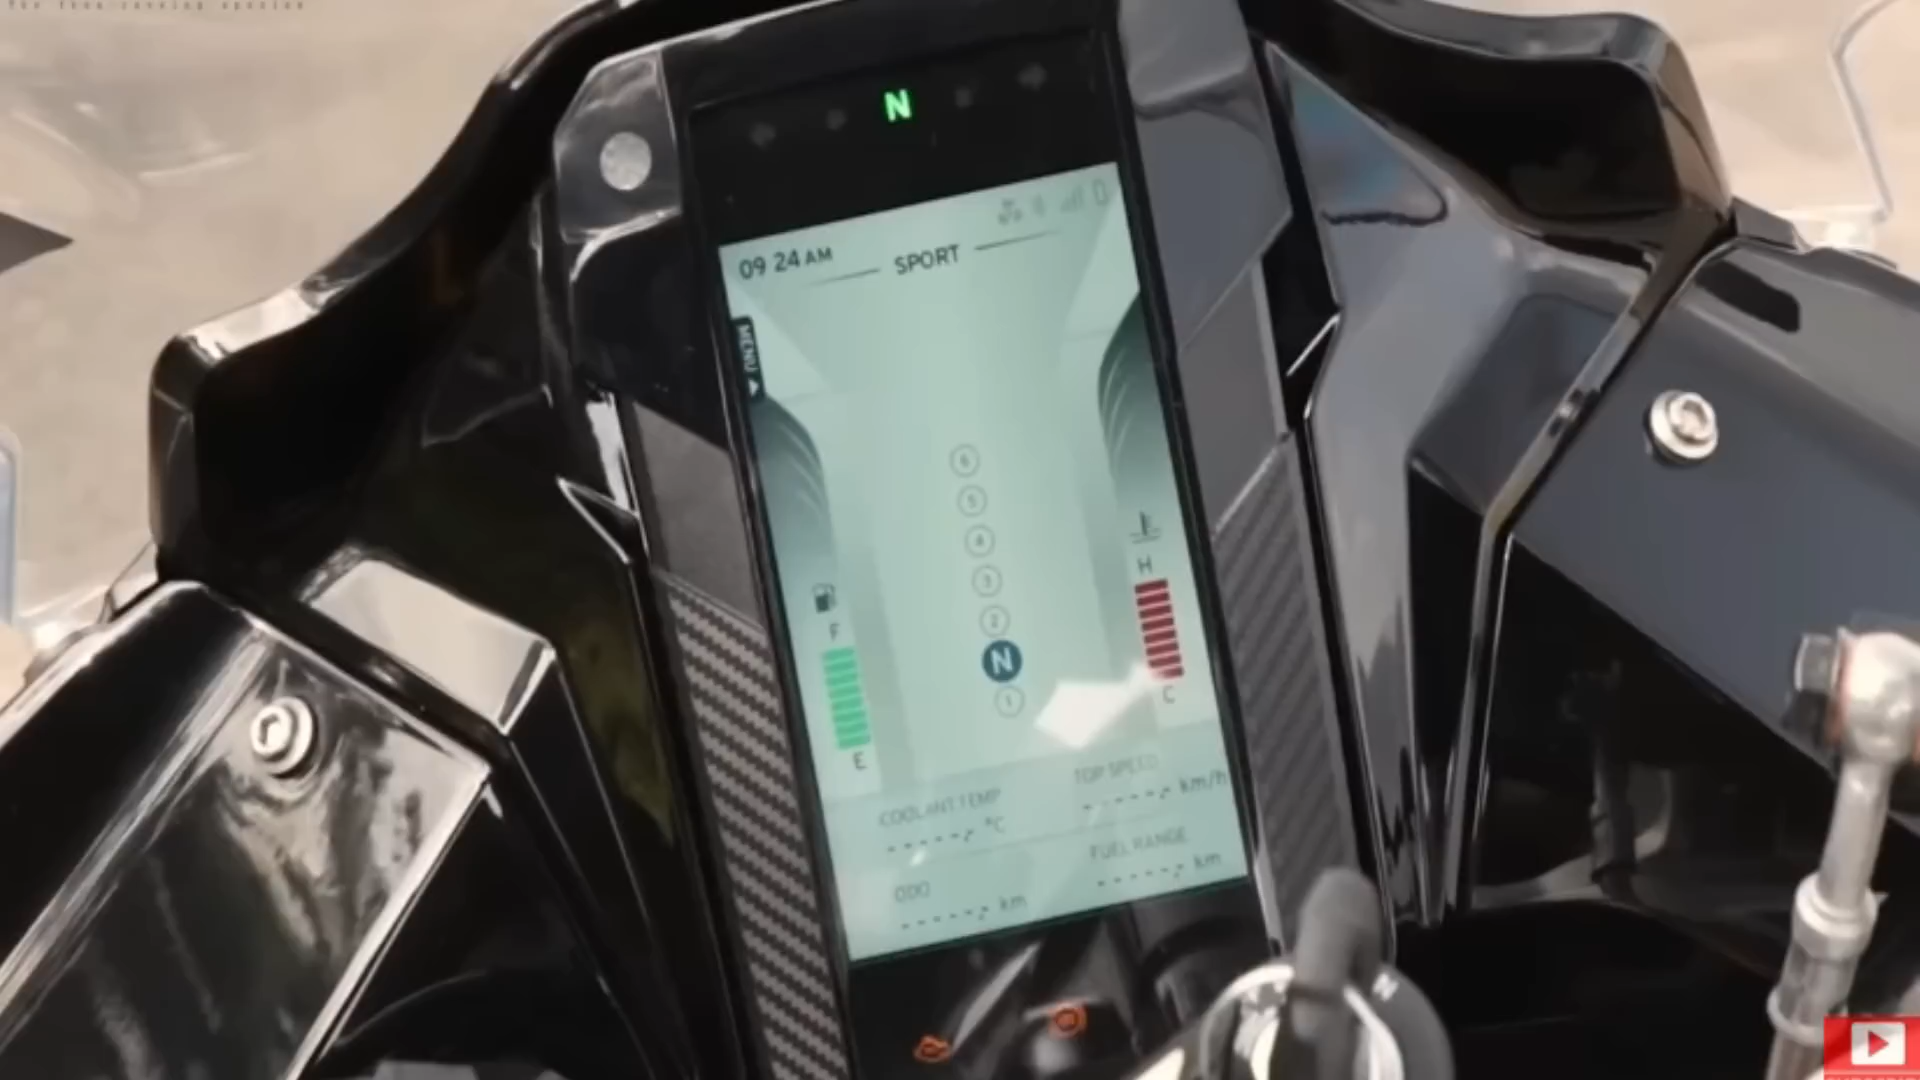 N
09 24 AM
SPORT
MENU
6
5
4
3
2
N
1
F
E
H
C
COOLANT TEMP
----- °C
TOP SPEED
----- km/h
ODO
----- km
FUEL RANGE
----- km